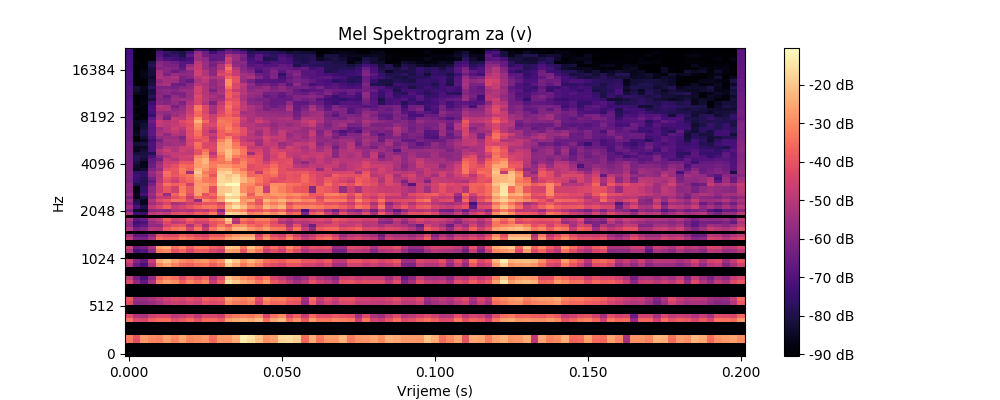 Mel Spektrogram za (v)
16384
8192
4096
2048
1024
512
0
Hz
0.000 0.050 0.100 0.150 0.200
Vrijeme (s)
-20 dB
-30 dB
-40 dB
-50 dB
-60 dB
-70 dB
-80 dB
-90 dB